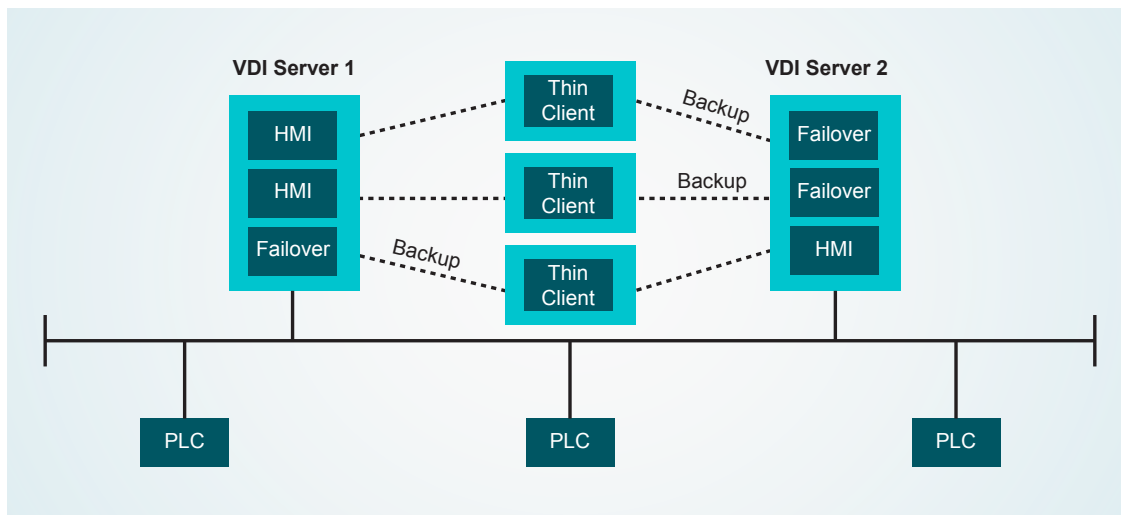 VDI Server 1
HMI
HMI
Failover
Thin
Client
Thin
Client
Thin
Client
Backup
Backup
Backup
VDI Server 2
Failover
Failover
HMI
PLC
PLC
PLC